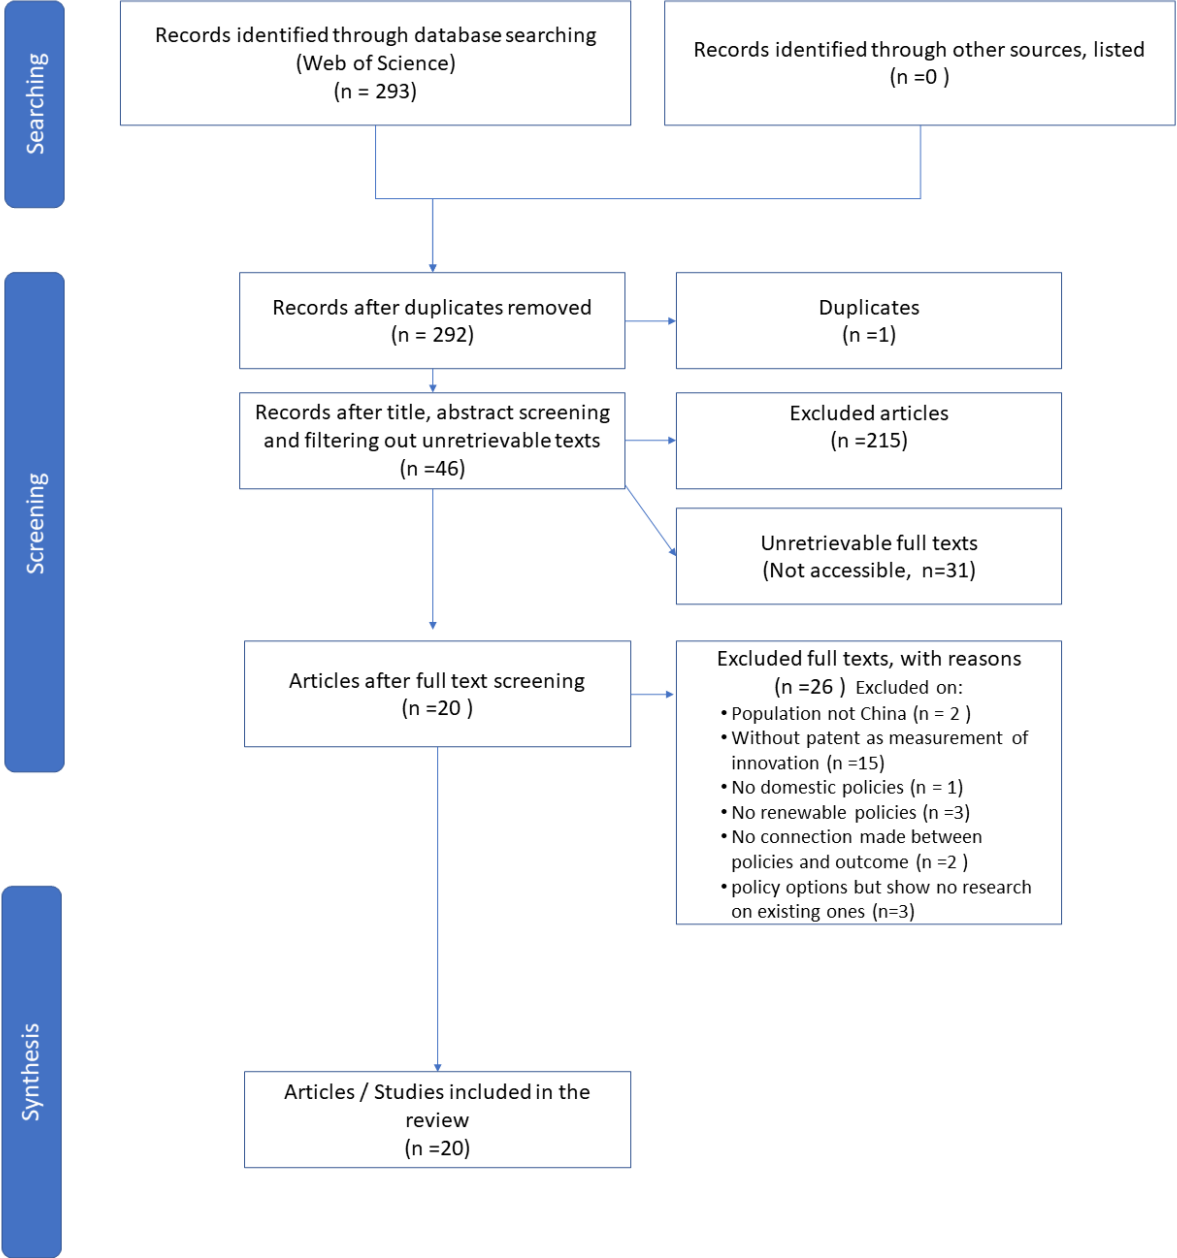 Searching
Records identified through database searching
(Web of Science)
(n = 293)
Records identified through other sources, listed
(n =0 )
Screening
Records after duplicates removed
(n = 292)
Duplicates
(n =1)
Records after title, abstract screening
and filtering out unretrievable texts
(n =46)
Excluded articles
(n =215)
Unretrievable full texts
(Not accessible,  n=31)
Articles after full text screening
(n =20 )
Excluded full texts, with reasons
(n =26 )  Excluded on:
• Population not China (n = 2 )
• Without patent as measurement of
innovation (n =15)
• No domestic policies (n = 1)
• No renewable policies (n =3)
• No connection made between
policies and outcome (n =2 )
• policy options but show no research
on existing ones (n=3)
Synthesis
Articles / Studies included in the
review
(n =20)